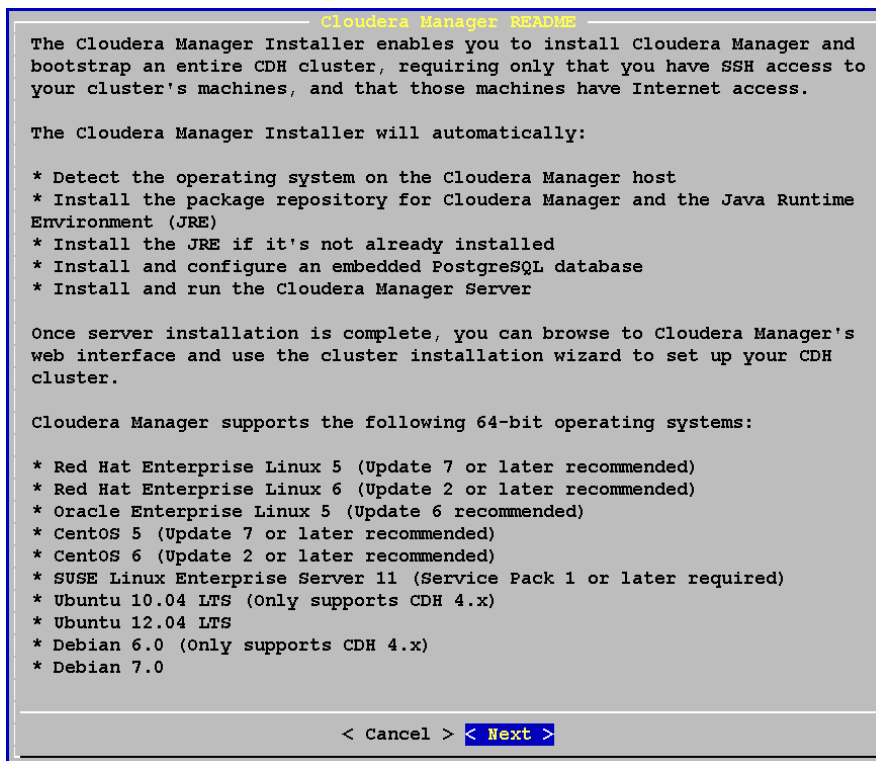 Cloudera Manager README
The Cloudera Manager Installer enables you to install Cloudera Manager and
bootstrap an entire CDH cluster, requiring only that you have SSH access to
your cluster's machines, and that those machines have Internet access.
The Cloudera Manager Installer will automatically:
* Detect the operating system on the Cloudera Manager host
* Install the package repository for Cloudera Manager and the Java Runtime
Environment (JRE)
* Install the JRE if it's not already installed
* Install and configure an embedded PostgreSQL database
* Install and run the Cloudera Manager Server
Once server installation is complete, you can browse to Cloudera Manager's
web interface and use the cluster installation wizard to set up your CDH
cluster.
Cloudera Manager supports the following 64-bit operating systems:
* Red Hat Enterprise Linux 5 (Update 7 or later recommended)
* Red Hat Enterprise Linux 6 (Update 2 or later recommended)
* Oracle Enterprise Linux 5 (Update 6 recommended)
* CentOS 5 (Update 7 or later recommended)
* CentOS 6 (Update 2 or later recommended)
* SUSE Linux Enterprise Server 11 (Service Pack 1 or later required)
* Ubuntu 10.04 LTS (Only supports CDH 4.x)
* Ubuntu 12.04 LTS
* Debian 6.0 (Only supports CDH 4.x)
* Debian 7.0
< Cancel > < Next >